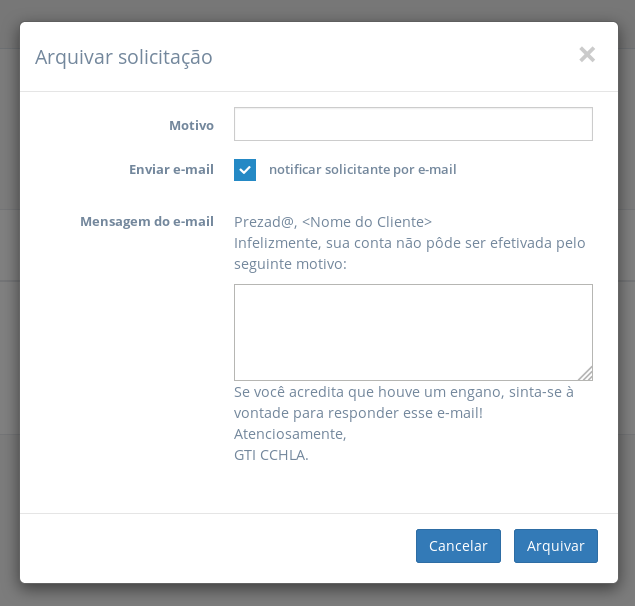 Arquivar solicitação
Motivo
Enviar e-mail
notificar solicitante por e-mail
Mensagem do e-mail
Prezad@, <Nome do Cliente>
Infelizmente, sua conta não pôde ser efetivada pelo
seguinte motivo:
Se você acredita que houve um engano, sinta-se à
vontade para responder esse e-mail!
Atenciosamente,
GTI CCHLA.
Cancelar
Arquivar